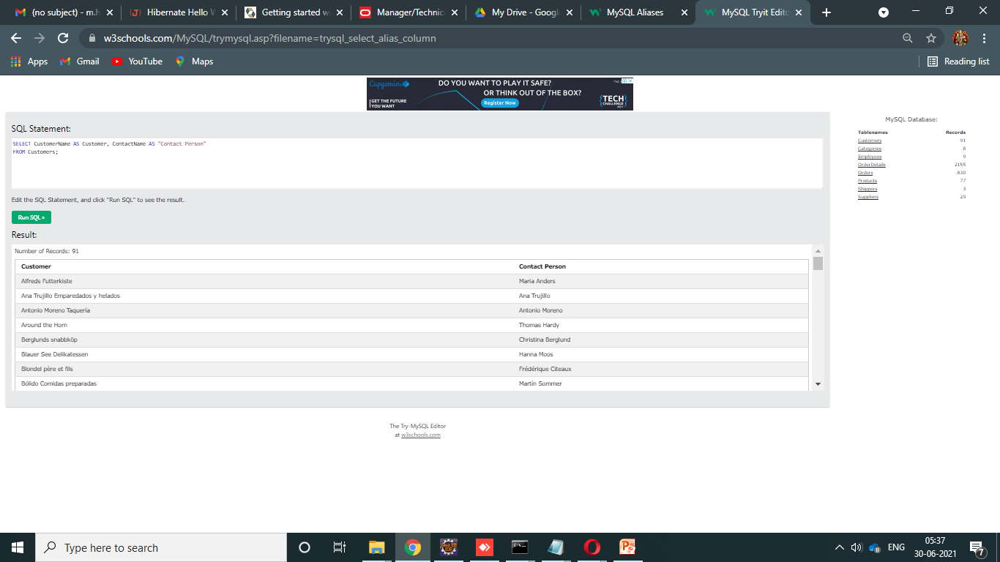 (no subject) - m.h
Hibernate Hello W
Getting started w
Manager/Technic
My Drive - Googl
MySQL Aliases
MySQL Tryit Edito
w3schools.com/MySQL/trymysql.asp?filename=trysql_select_alias_column
Apps
Gmail
YouTube
Maps
Reading list
Capgemini
GET THE FUTURE
YOU WANT
DO YOU WANT TO PLAY IT SAFE?
OR THINK OUT OF THE BOX?
Register Now
TECH
CHALLENGE
2021
SQL Statement:
SELECT CustomerName AS Customer, ContactName AS "Contact Person"
FROM Customers;
Edit the SQL Statement, and click "Run SQL" to see the result.
Run SQL »
Result:
Number of Records: 91
Customer Contact Person
Alfreds Futterkiste Maria Anders
Ana Trujillo Emparedados y helados Ana Trujillo
Antonio Moreno Taquería Antonio Moreno
Around the Horn Thomas Hardy
Berglunds snabbköp Christina Berglund
Blauer See Delikatessen Hanna Moos
Blondel père et fils Frédérique Citeaux
Bólido Comidas preparadas Martín Sommer
The Try-MySQL Editor
at w3schools.com
MySQL Database:
Tablenames Records
Customers 91
Categories 8
Employees 9
OrderDetails 2155
Orders 830
Products 77
Shippers 3
Suppliers 29
Type here to search
ENG
05:37
30-06-2021
7